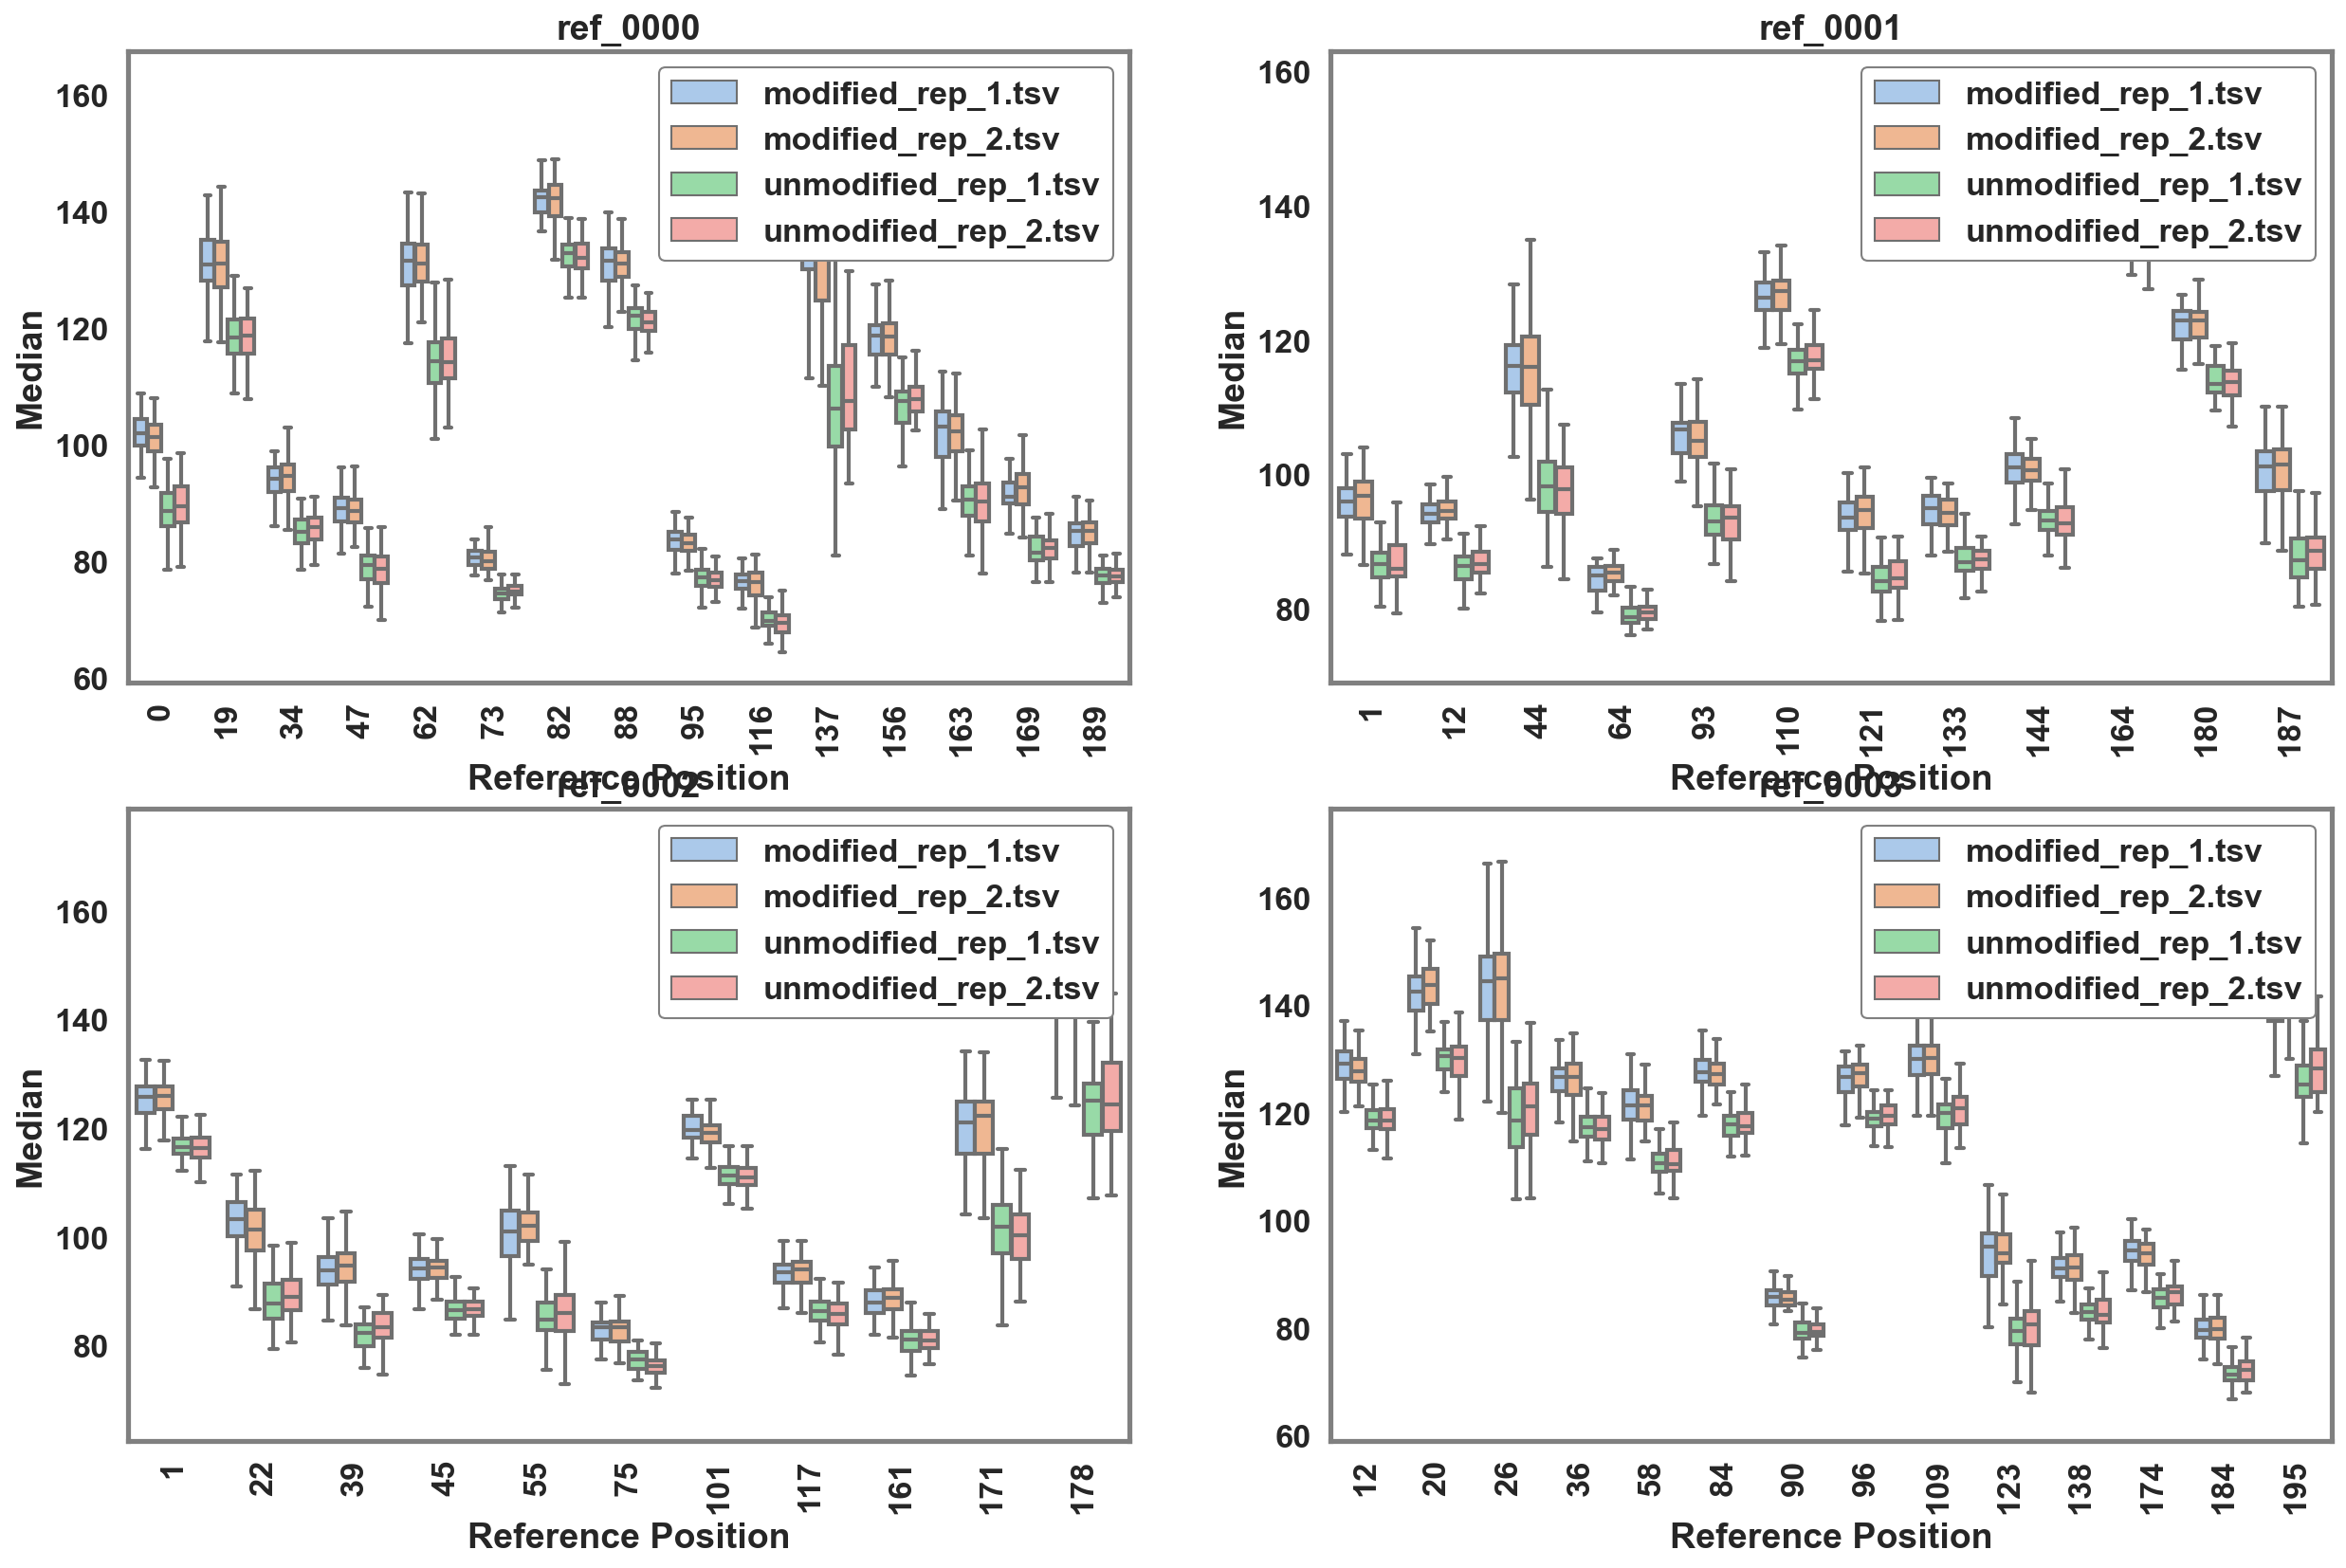 ref_0000
160
140
120
100
80
60
Median
modified_rep_1.tsv
modified_rep_2.tsv
unmodified_rep_1.tsv
unmodified_rep_2.tsv
0 19 34 47 62 73 82 88 95 116 137 156 163 169 189
Reference Position
ref_0001
160
140
120
100
80
Median
modified_rep_1.tsv
modified_rep_2.tsv
unmodified_rep_1.tsv
unmodified_rep_2.tsv
1 12 44 64 93 110 121 133 144 164 180 187
Reference Position
ref_0002
160
140
120
100
80
Median
modified_rep_1.tsv
modified_rep_2.tsv
unmodified_rep_1.tsv
unmodified_rep_2.tsv
1 22 39 45 55 75 101 117 161 171 178
Reference Position
ref_0003
160
140
120
100
80
60
Median
modified_rep_1.tsv
modified_rep_2.tsv
unmodified_rep_1.tsv
unmodified_rep_2.tsv
12 20 26 36 58 84 90 96 109 123 138 174 184 195
Reference Position